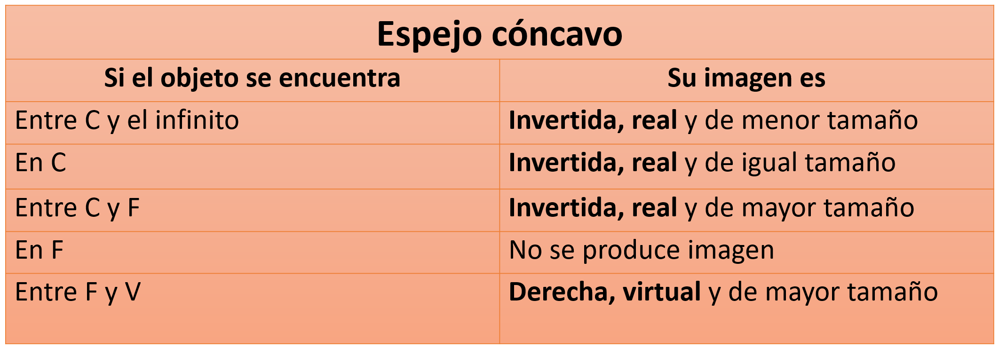 Espejo cóncavo
Si el objeto se encuentra
Su imagen es
Entre C y el infinito
Invertida, real y de menor tamaño
En C
Invertida, real y de igual tamaño
Entre C y F
Invertida, real y de mayor tamaño
En F
No se produce imagen
Entre F y V
Derecha, virtual y de mayor tamaño